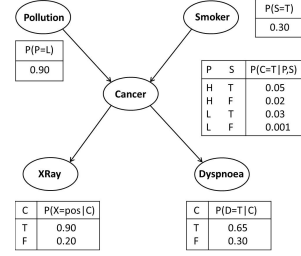 Pollution
Smoker
P(S=T)
0.30
P(P=L)
0.90
Cancer
P S P(C=T|P,S)
H T 0.05
H F 0.02
L T 0.03
L F 0.001
XRay
Dyspnoea
C P(X=pos|C)
T 0.90
F 0.20
C P(D=T|C)
T 0.65
F 0.30